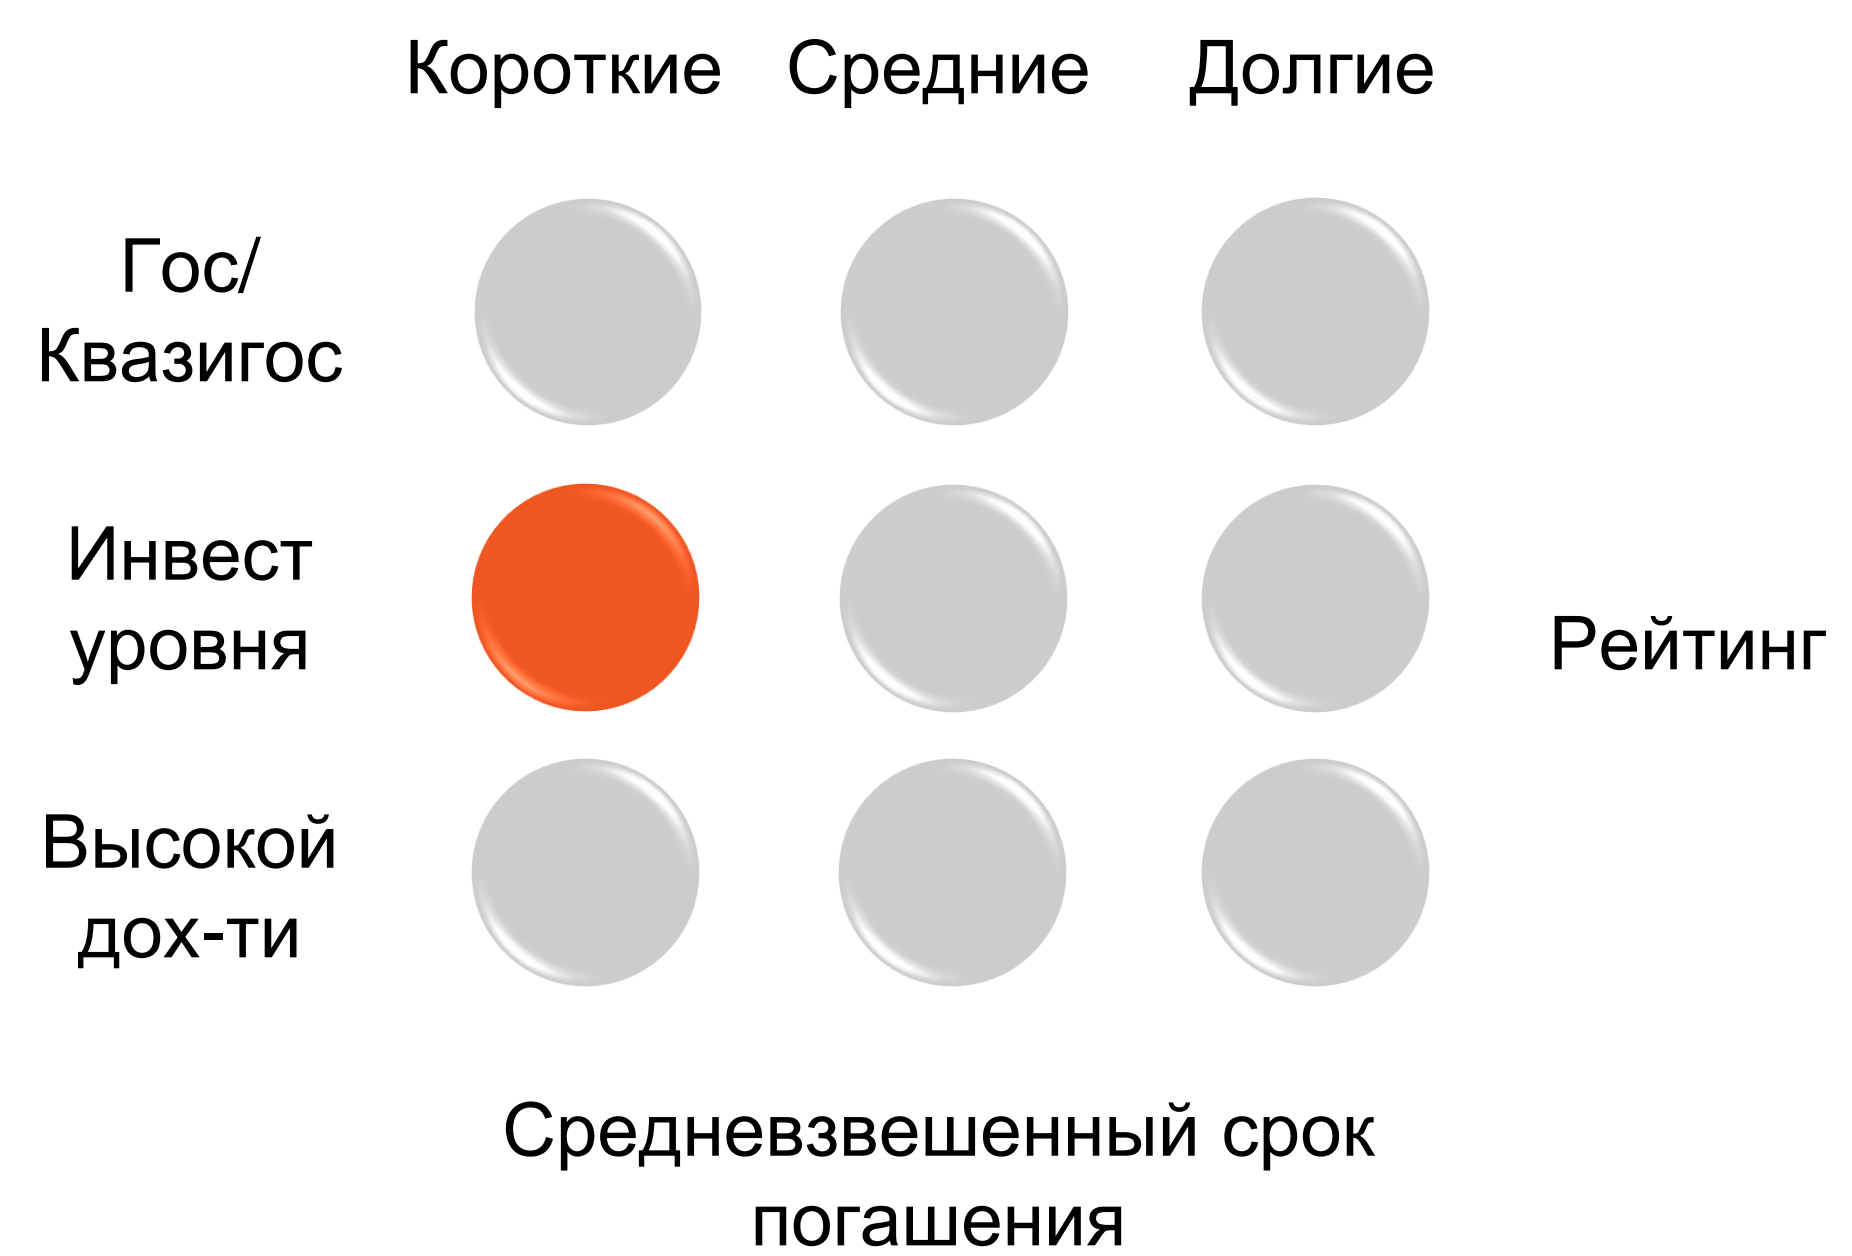 Короткие Средние Долгие
Гос/
Квазигос
Инвест
уровня
Рейтинг
Высокой
дох-ти
Средневзвешенный срок
погашения